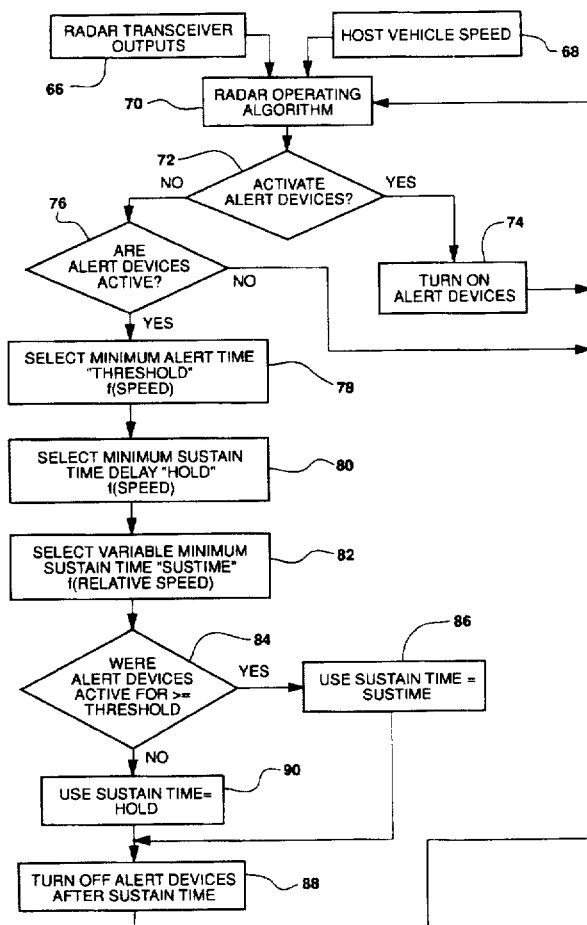 RADAR TRANSCEIVER
OUTPUTS
66
HOST VEHICLE SPEED
68
70
RADAR OPERATING
ALGORITHM
72
NO
ACTIVATE
ALERT DEVICES?
YES
74
TURN ON
ALERT DEVICES
76
ARE
ALERT DEVICES
ACTIVE?
NO
YES
SELECT MINIMUM ALERT TIME
"THRESHOLD"
f(SPEED)
78
SELECT MINIMUM SUSTAIN
TIME DELAY "HOLD"
f(SPEED)
80
SELECT VARIABLE MINIMUM
SUSTAIN TIME "SUSTIME"
f(RELATIVE SPEED)
82
84
WERE
ALERT DEVICES
ACTIVE FOR >=
THRESHOLD
YES
86
USE SUSTAIN TIME =
SUSTIME
NO
90
USE SUSTAIN TIME=
HOLD
TURN OFF ALERT DEVICES
AFTER SUSTAIN TIME
88